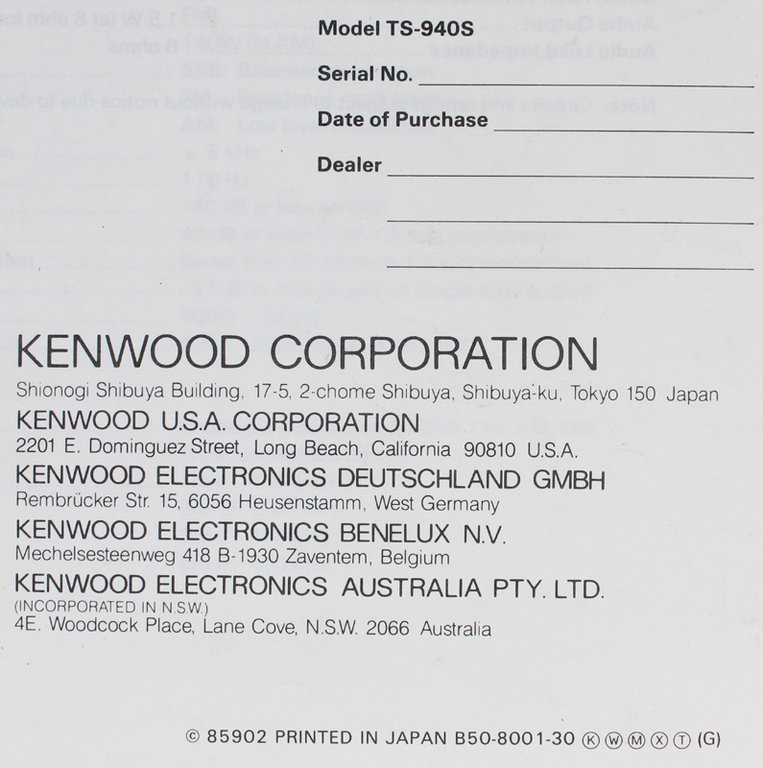 Model TS-940S
Serial No.
Date of Purchase
Dealer
KENWOOD CORPORATION
Shionogi Shibuya Building, 17-5, 2-chome Shibuya, Shibuya-ku, Tokyo 150 Japan
KENWOOD U.S.A. CORPORATION
2201 E. Dominguez Street, Long Beach, California 90810 U.S.A.
KENWOOD ELECTRONICS DEUTSCHLAND GMBH
Rembrücker Str. 15, 6056 Heusenstamm, West Germany
KENWOOD ELECTRONICS BENELUX N.V.
Mechelsesteenweg 418 B-1930 Zaventem, Belgium
KENWOOD ELECTRONICS AUSTRALIA PTY. LTD.
(INCORPORATED IN N.S.W.)
4E. Woodcock Place, Lane Cove, N.S.W. 2066 Australia
© 85902 PRINTED IN JAPAN B50-8001-30 Ⓚ Ⓦ Ⓜ Ⓧ Ⓣ (G)